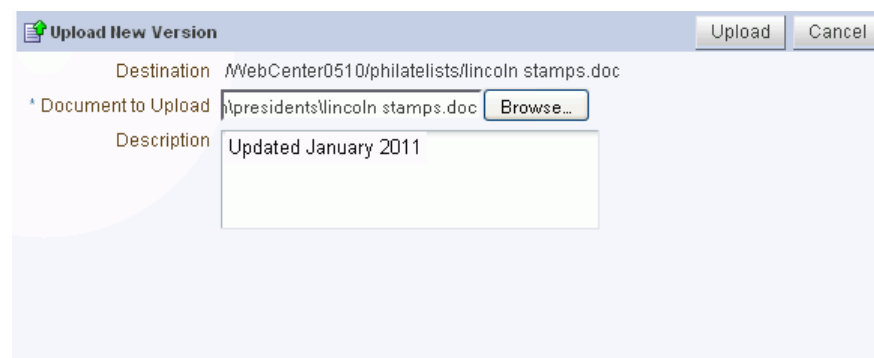 Upload New Version Upload Cancel
Destination /WebCenter0510/philatelists/lincoln stamps.doc
* Document to Upload \presidents\lincoln stamps.doc Browse...
Description Updated January 2011